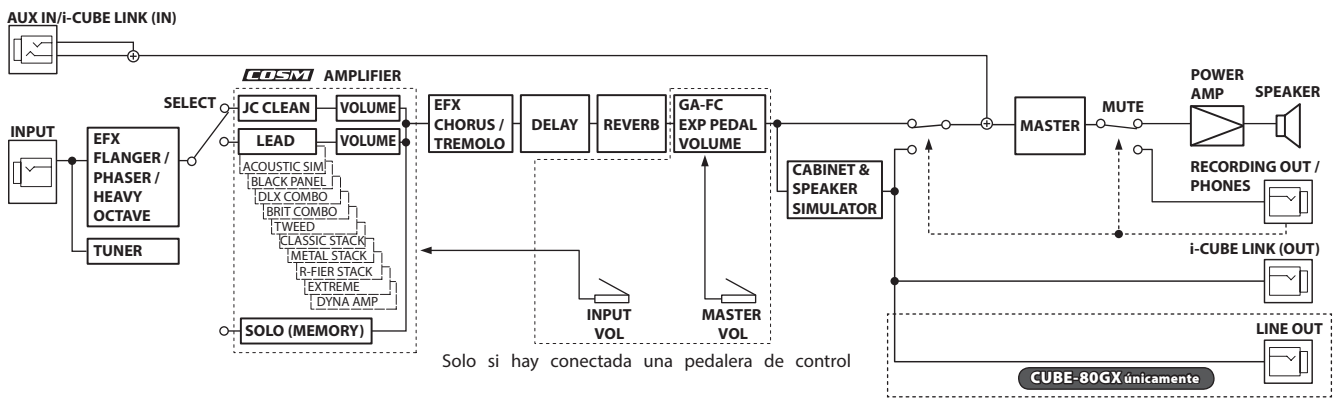 AUX IN/i-CUBE LINK (IN)
COSM AMPLIFIER
SELECT
JC CLEAN
VOLUME
LEAD
VOLUME
ACOUSTIC SIM
BLACK PANEL
DLX COMBO
BRIT COMBO
TWEED
CLASSIC STACK
METAL STACK
R-FIER STACK
EXTREME
DYNA AMP
SOLO (MEMORY)
INPUT
EFX
FLANGER /
PHASER /
HEAVY
OCTAVE
TUNER
EFX
CHORUS /
TREMOLO
DELAY
REVERB
GA-FC
EXP PEDAL
VOLUME
INPUT
VOL
MASTER
VOL
Solo si hay conectada una pedalera de control
CABINET &
SPEAKER
SIMULATOR
MASTER
MUTE
POWER
AMP
SPEAKER
RECORDING OUT /
PHONES
i-CUBE LINK (OUT)
LINE OUT
CUBE-80GX únicamente